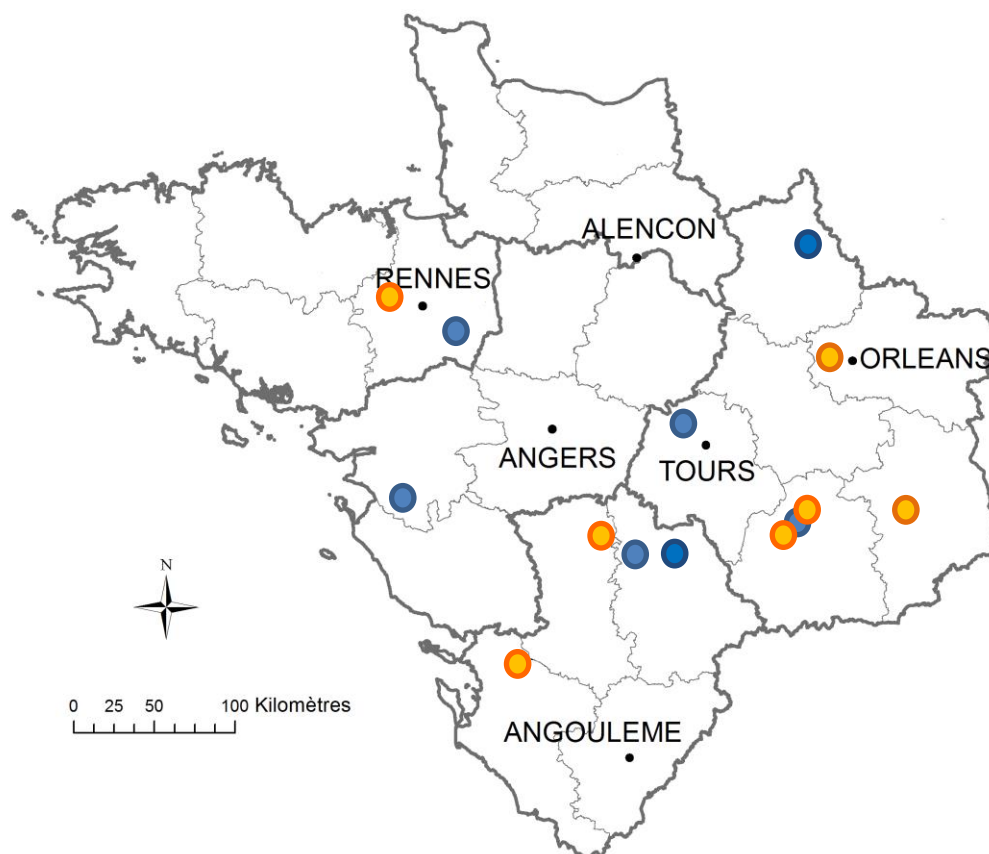 ALENCON
RENNES
ORLEANS
ANGERS
TOURS
N
0 25 50 100 Kilomètres
ANGOULEME